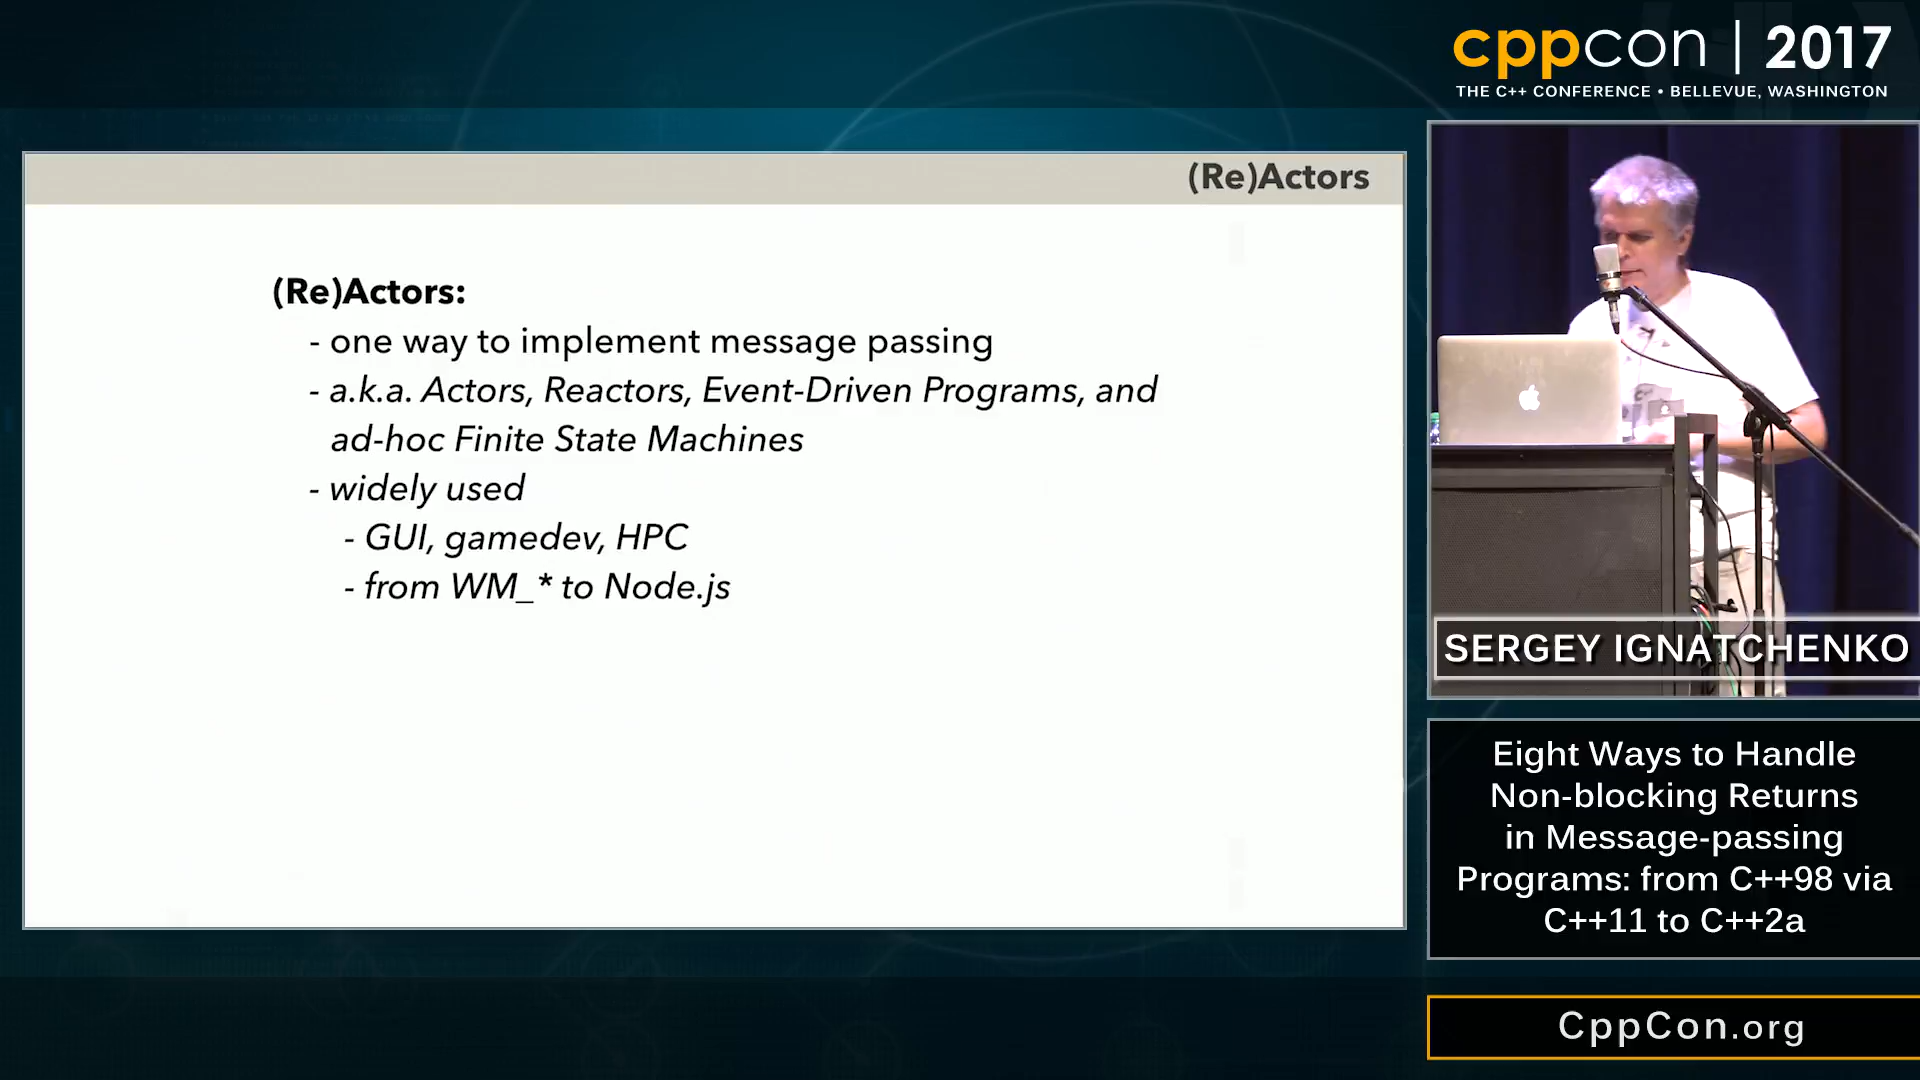 cppcon | 2017
THE C++ CONFERENCE • BELLEVUE, WASHINGTON
(Re)Actors
(Re)Actors:
- one way to implement message passing
- a.k.a. Actors, Reactors, Event-Driven Programs, and
ad-hoc Finite State Machines
- widely used
- GUI, gamedev, HPC
- from WM_* to Node.js
SERGEY IGNATCHENKO
Eight Ways to Handle
Non-blocking Returns
in Message-passing
Programs: from C++98 via
C++11 to C++2a
CppCon.org